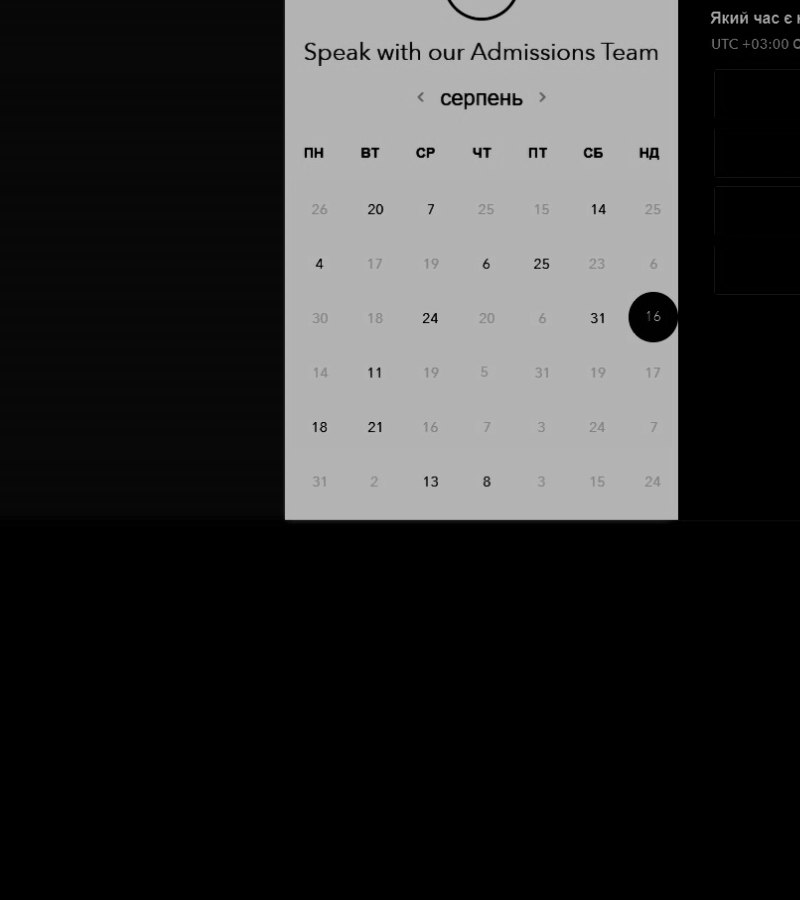 Який час є
UTC +03:00
Speak with our Admissions Team
серпень
ПН ВТ СР ЧТ ПТ СБ НД
26 20 7 25 15 14 25
4 17 19 6 25 23 6
30 18 24 20 6 31 16
14 11 19 5 31 19 17
18 21 16 7 3 24 7
31 2 13 8 3 15 24